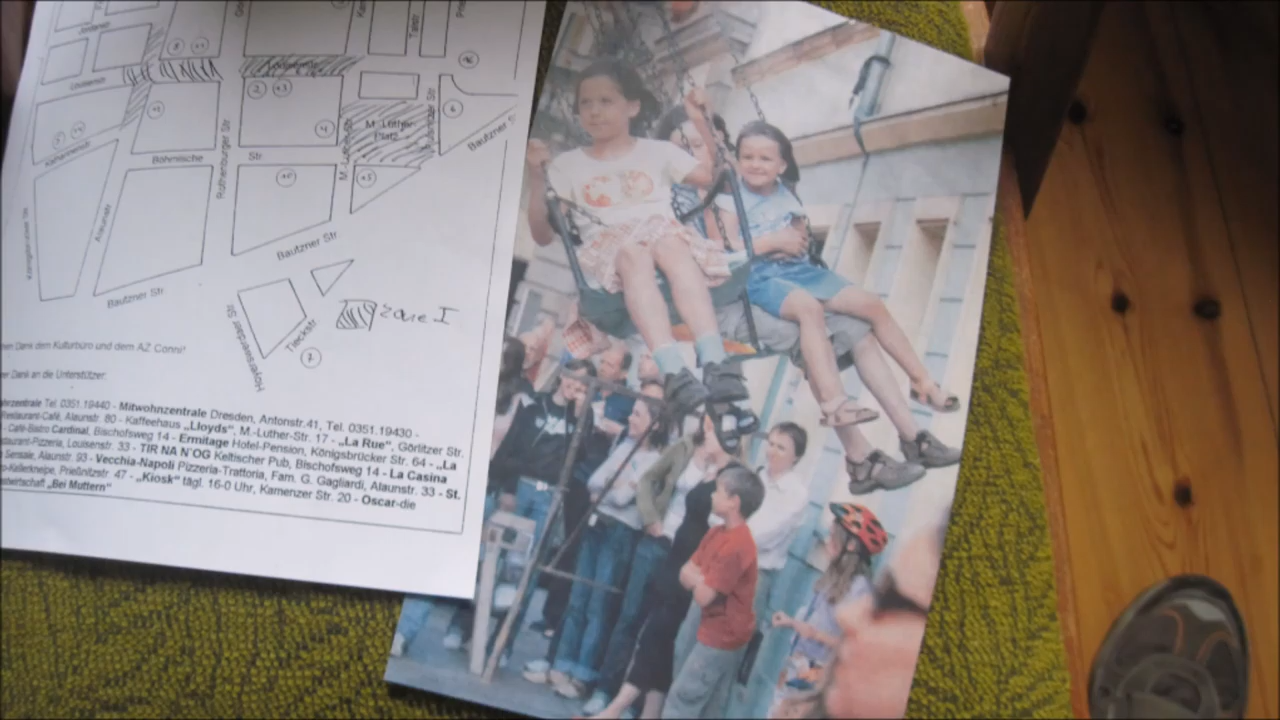 Böhmische
Str.
Rothenburger Str
M.-Luther-
Platz
Alaunstr
Bautzner Str.
Bautzner Str.
Bautzner S
Hoyerswerdaer Str
Tieckstr
7
Zone I
Dank dem Kulturbüro und dem AZ Conni*
Dank an die Unterstützer:
Tel. 0351.19440 - Mitwohnzentrale Dresden, Antonstr.41, Tel. 0351.19430 -
Restaurant-Café, Alaunstr. 80 - Kaffeehaus „Lloyds", M.-Luther-Str. 17 - „La Rue", Görlitzer Str.
- Café-Bistro Cardinal, Bischofsweg 14 - Ermitage Hotel-Pension, Königsbrücker Str. 64 - „La
Pizzeria, Louisenstr. 33 - TIR NA N'OG Keltischer Pub, Bischofsweg 14 - La Casina
Alaunstr. 93 - Vecchia-Napoli Pizzeria-Trattoria, Fam. G. Gagliardi, Alaunstr. 33 - St.
Kellerkneipe, Prießnitzstr. 47 - „Kiosk" tägl. 16-0 Uhr, Kamenzer Str. 20 - Oscar-die
„Bei Muttern"